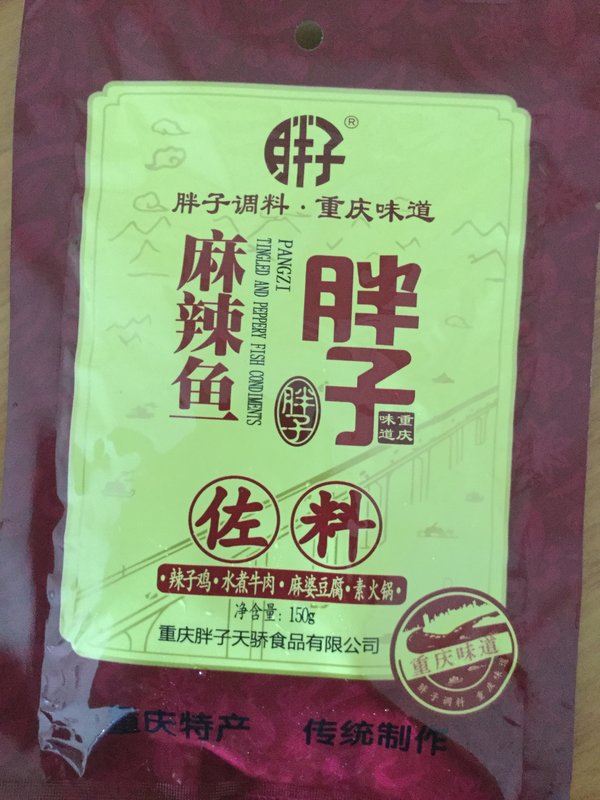 胖子®
胖子调料·重庆味道
胖子
重庆味道
胖子
PANGZI
TINGLED AND PEPPERY FISH CONDIMENTS
麻辣鱼
佐料
·辣子鸡·水煮牛肉·麻婆豆腐·素火锅·
净含量:150g
重庆胖子天骄食品有限公司
重庆味道
胖子调料 重庆味道
重庆特产 传统制作